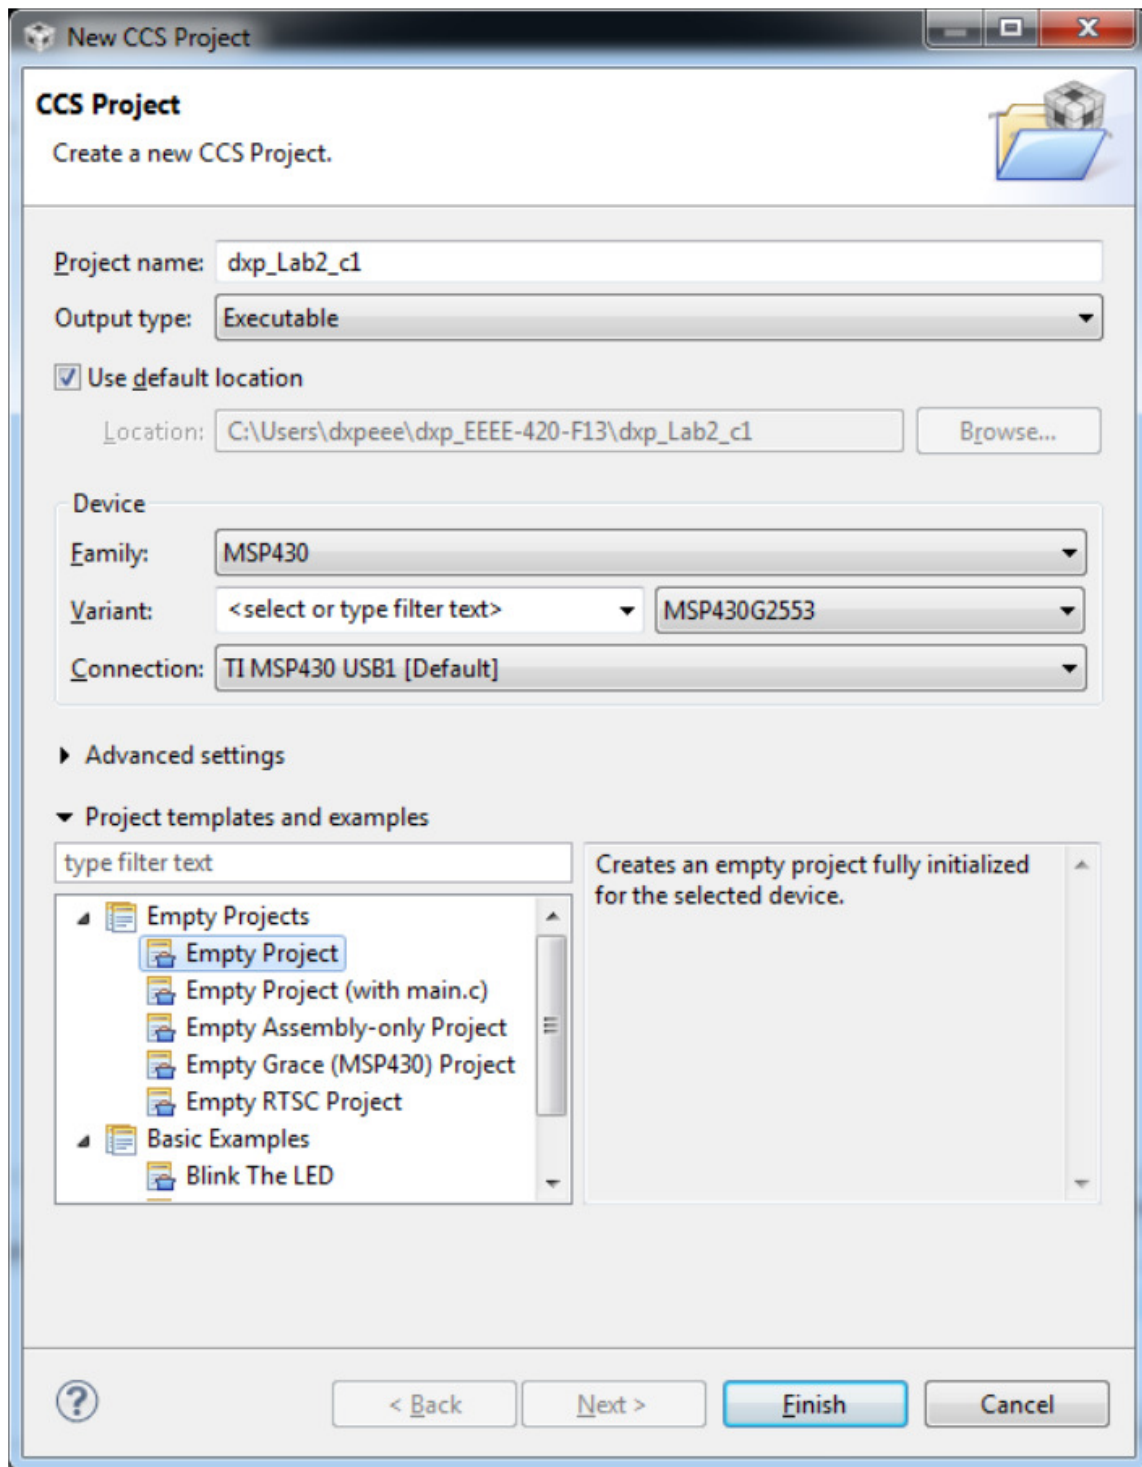 New CCS Project
CCS Project
Create a new CCS Project.
Project name: dxp_Lab2_c1
Output type: Executable
Use default location
Location: C:\Users\dxpeee\dxp_EEEE-420-F13\dxp_Lab2_c1 Browse...
Device
Family: MSP430
Variant: <select or type filter text> MSP430G2553
Connection: TI MSP430 USB1 [Default]
Advanced settings
Project templates and examples
type filter text
Empty Projects
Empty Project
Empty Project (with main.c)
Empty Assembly-only Project
Empty Grace (MSP430) Project
Empty RTSC Project
Basic Examples
Blink The LED
Creates an empty project fully initialized
for the selected device.
? < Back Next > Finish Cancel